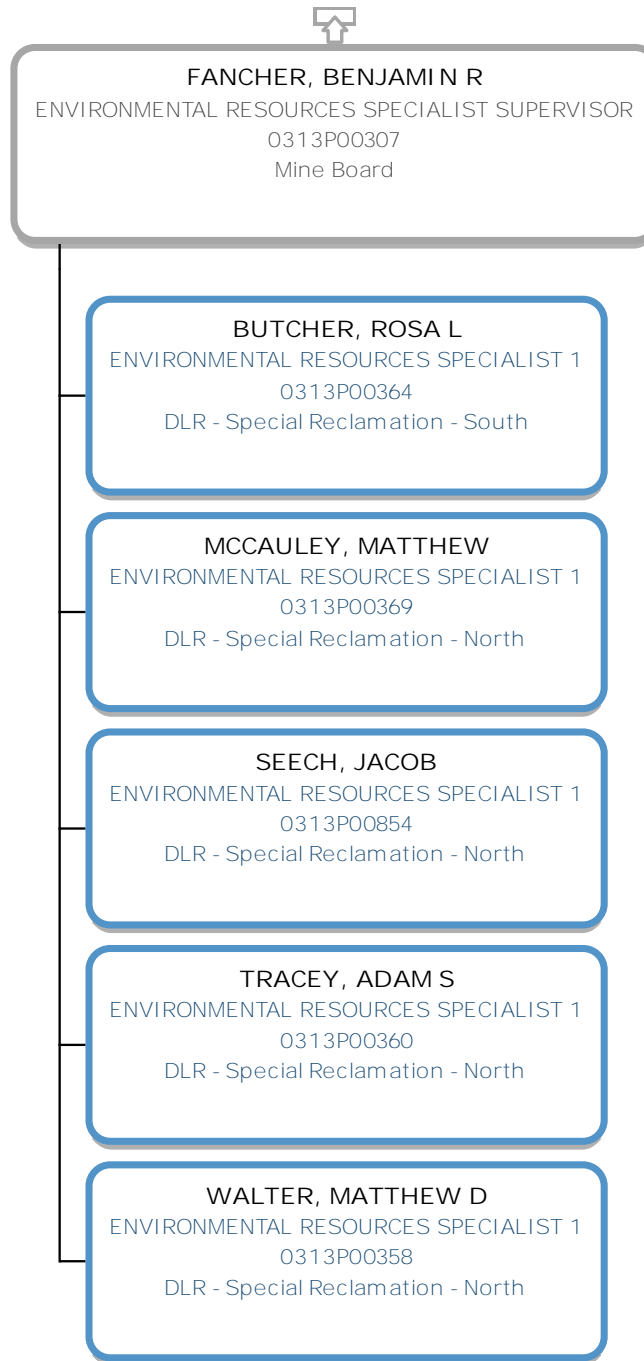 FANCHER, BENJAMIN R
ENVIRONMENTAL RESOURCES SPECIALIST SUPERVISOR
0313P00307
Mine Board
BUTCHER, ROSA L
ENVIRONMENTAL RESOURCES SPECIALIST 1
0313P00364
DLR - Special Reclamation - South
MCCAULEY, MATTHEW
ENVIRONMENTAL RESOURCES SPECIALIST 1
0313P00369
DLR - Special Reclamation - North
SEECH, JACOB
ENVIRONMENTAL RESOURCES SPECIALIST 1
0313P00854
DLR - Special Reclamation - North
TRACEY, ADAM S
ENVIRONMENTAL RESOURCES SPECIALIST 1
0313P00360
DLR - Special Reclamation - North
WALTER, MATTHEW D
ENVIRONMENTAL RESOURCES SPECIALIST 1
0313P00358
DLR - Special Reclamation - North